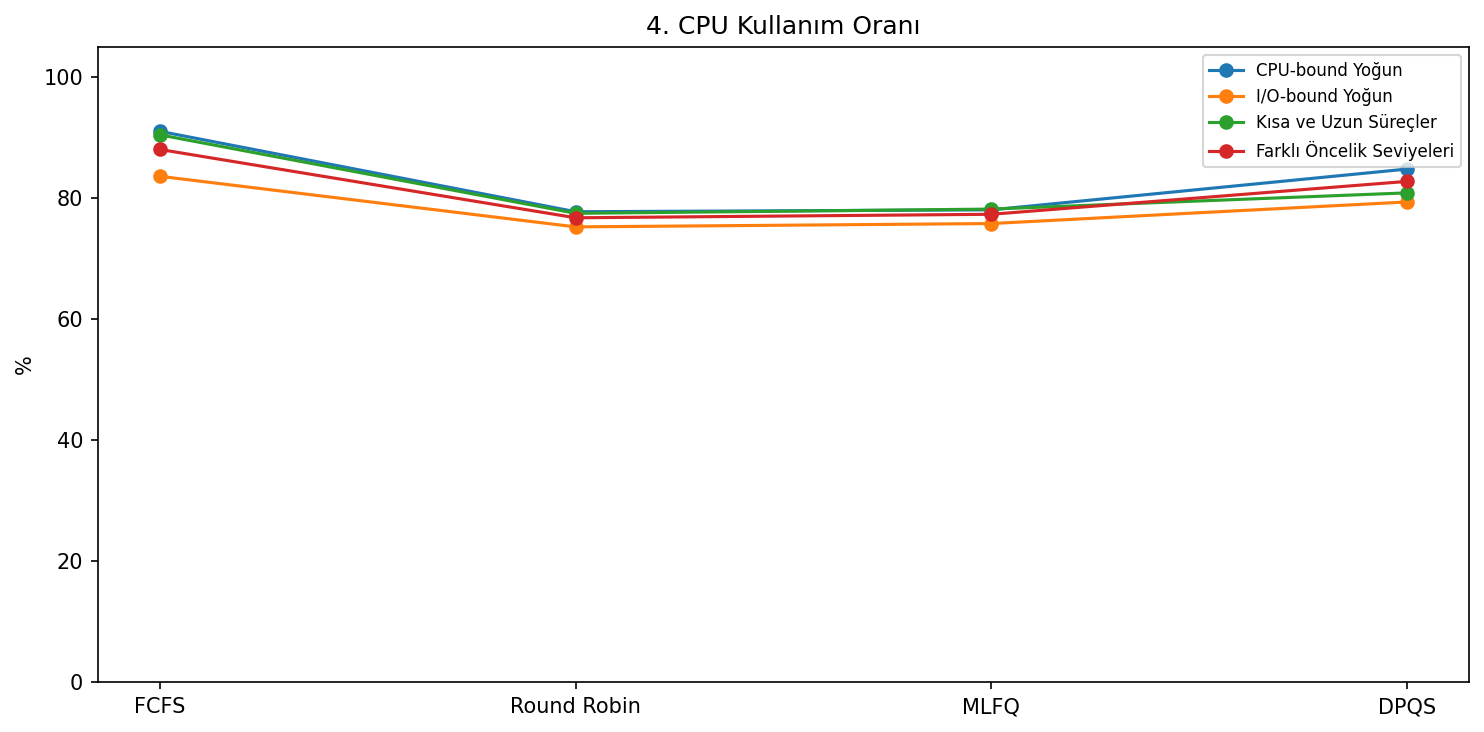 4. CPU Kullanım Oranı
CPU-bound Yoğun
I/O-bound Yoğun
Kısa ve Uzun Süreçler
Farklı Öncelik Seviyeleri
100
80
60
40
20
0
%
FCFS
Round Robin
MLFQ
DPQS